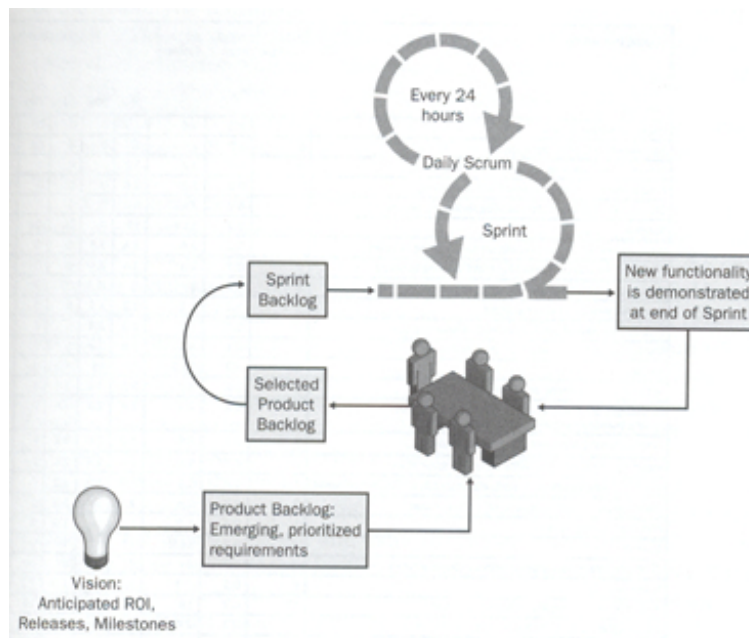 Every 24
hours
Daily Scrum
Sprint
Sprint
Backlog
New functionality
is demonstrated
at end of Sprint
Selected
Product
Backlog
Product Backlog:
Emerging, prioritized
requirements
Vision:
Anticipated ROI,
Releases, Milestones